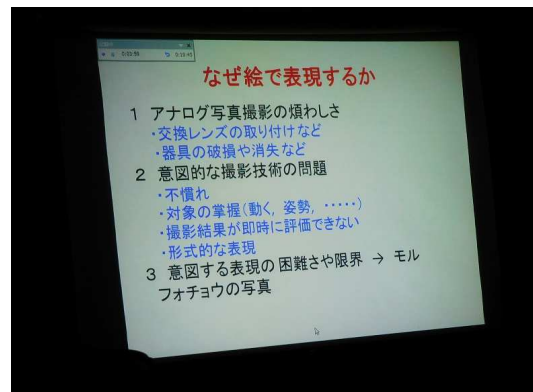 なぜ絵で表現するか
1 アナログ写真撮影の煩わしさ
・交換レンズの取り付けなど
・器具の破損や消失など
2 意図的な撮影技術の問題
・不慣れ
・対象の掌握(動く, 姿勢, ・・・・・)
・撮影結果が即時に評価できない
・形式的な表現
3 意図する表現の困難さや限界 → モル
フォチョウの写真